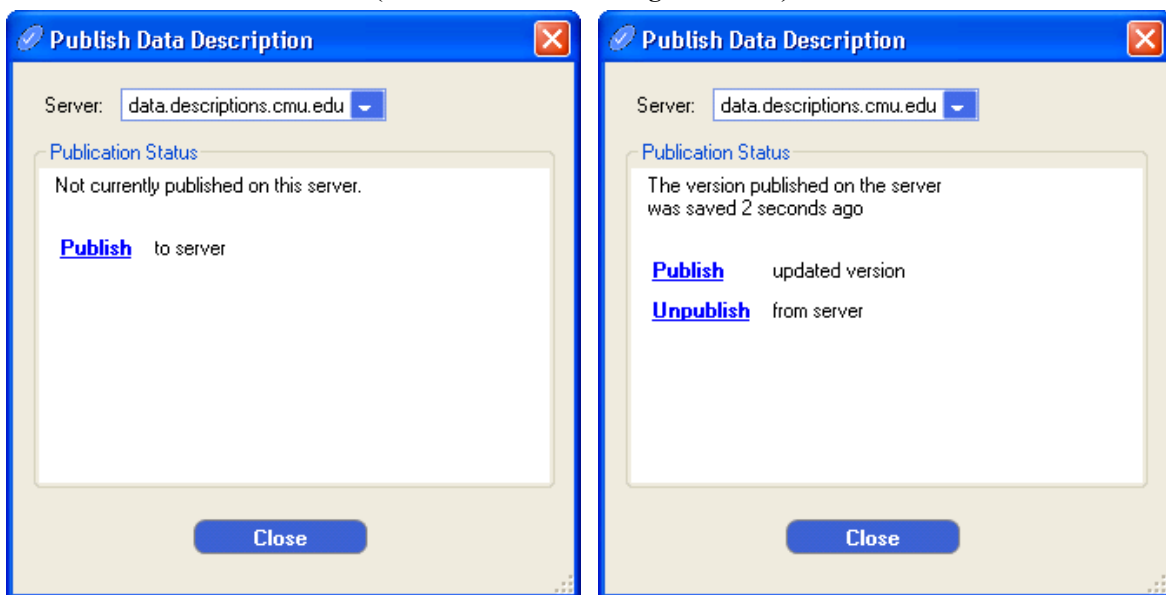 Publish Data Description
Server: data.descriptions.cmu.edu
Publication Status
Not currently published on this server.
Publish to server
Close
Publish Data Description
Server: data.descriptions.cmu.edu
Publication Status
The version published on the server
was saved 2 seconds ago
Publish updated version
Unpublish from server
Close